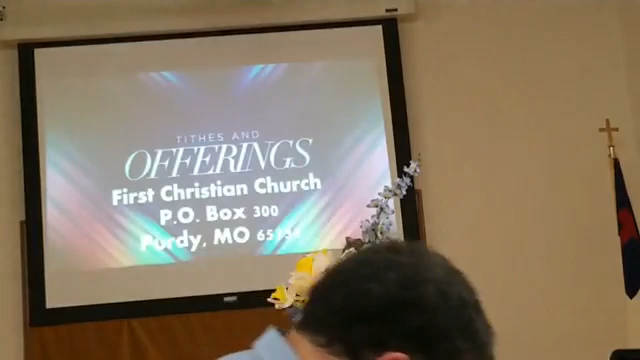 TITHES AND
OFFERINGS
First Christian Church
P.O. Box 300
Purdy, MO